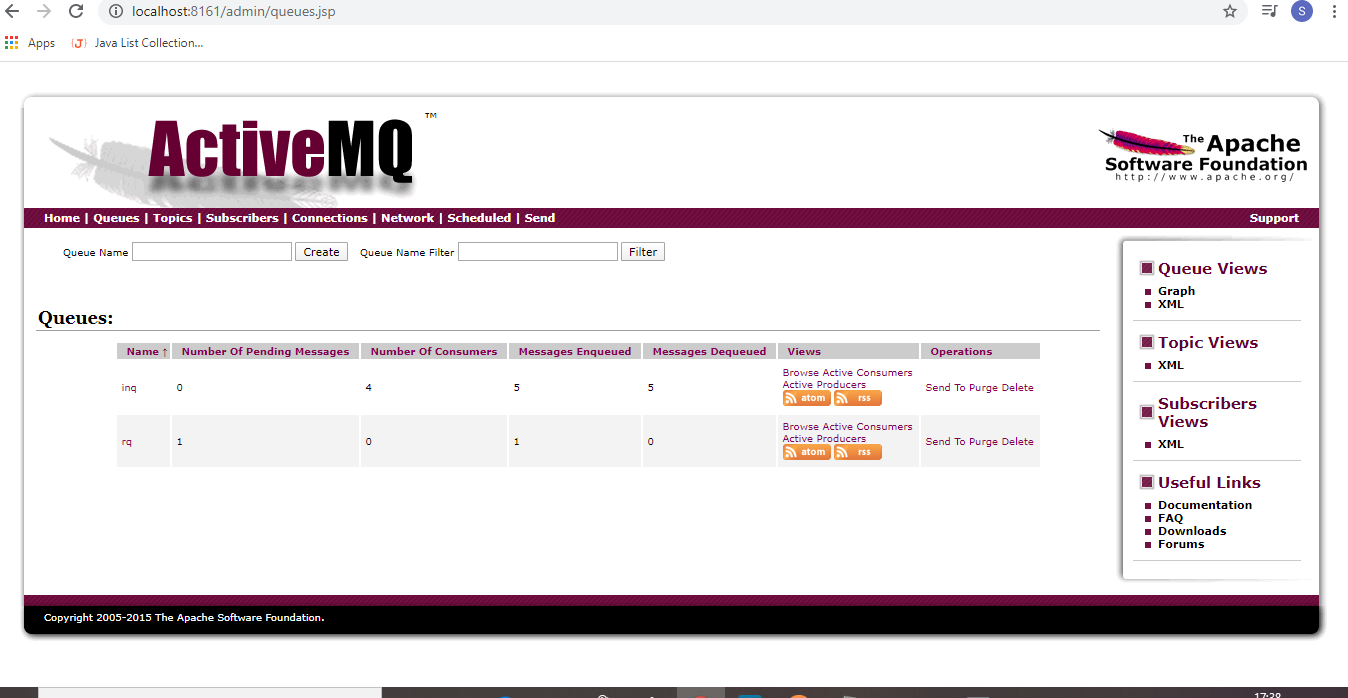 localhost:8161/admin/queues.jsp
S
Apps
Java List Collection...
ActiveMQ TM
The Apache
Software Foundation
http://www.apache.org/
Home | Queues | Topics | Subscribers | Connections | Network | Scheduled | Send
Support
Queue Name Create Queue Name Filter Filter
Queues:
Name ↑ Number Of Pending Messages Number Of Consumers Messages Enqueued Messages Dequeued Views Operations
inq 0 4 5 5 Browse Active Consumers
Active Producers
atom rss
Send To Purge Delete
rq 1 0 1 0 Browse Active Consumers
Active Producers
atom rss
Send To Purge Delete
Queue Views
Graph
XML
Topic Views
XML
Subscribers
Views
XML
Useful Links
Documentation
FAQ
Downloads
Forums
Copyright 2005-2015 The Apache Software Foundation.
17:38